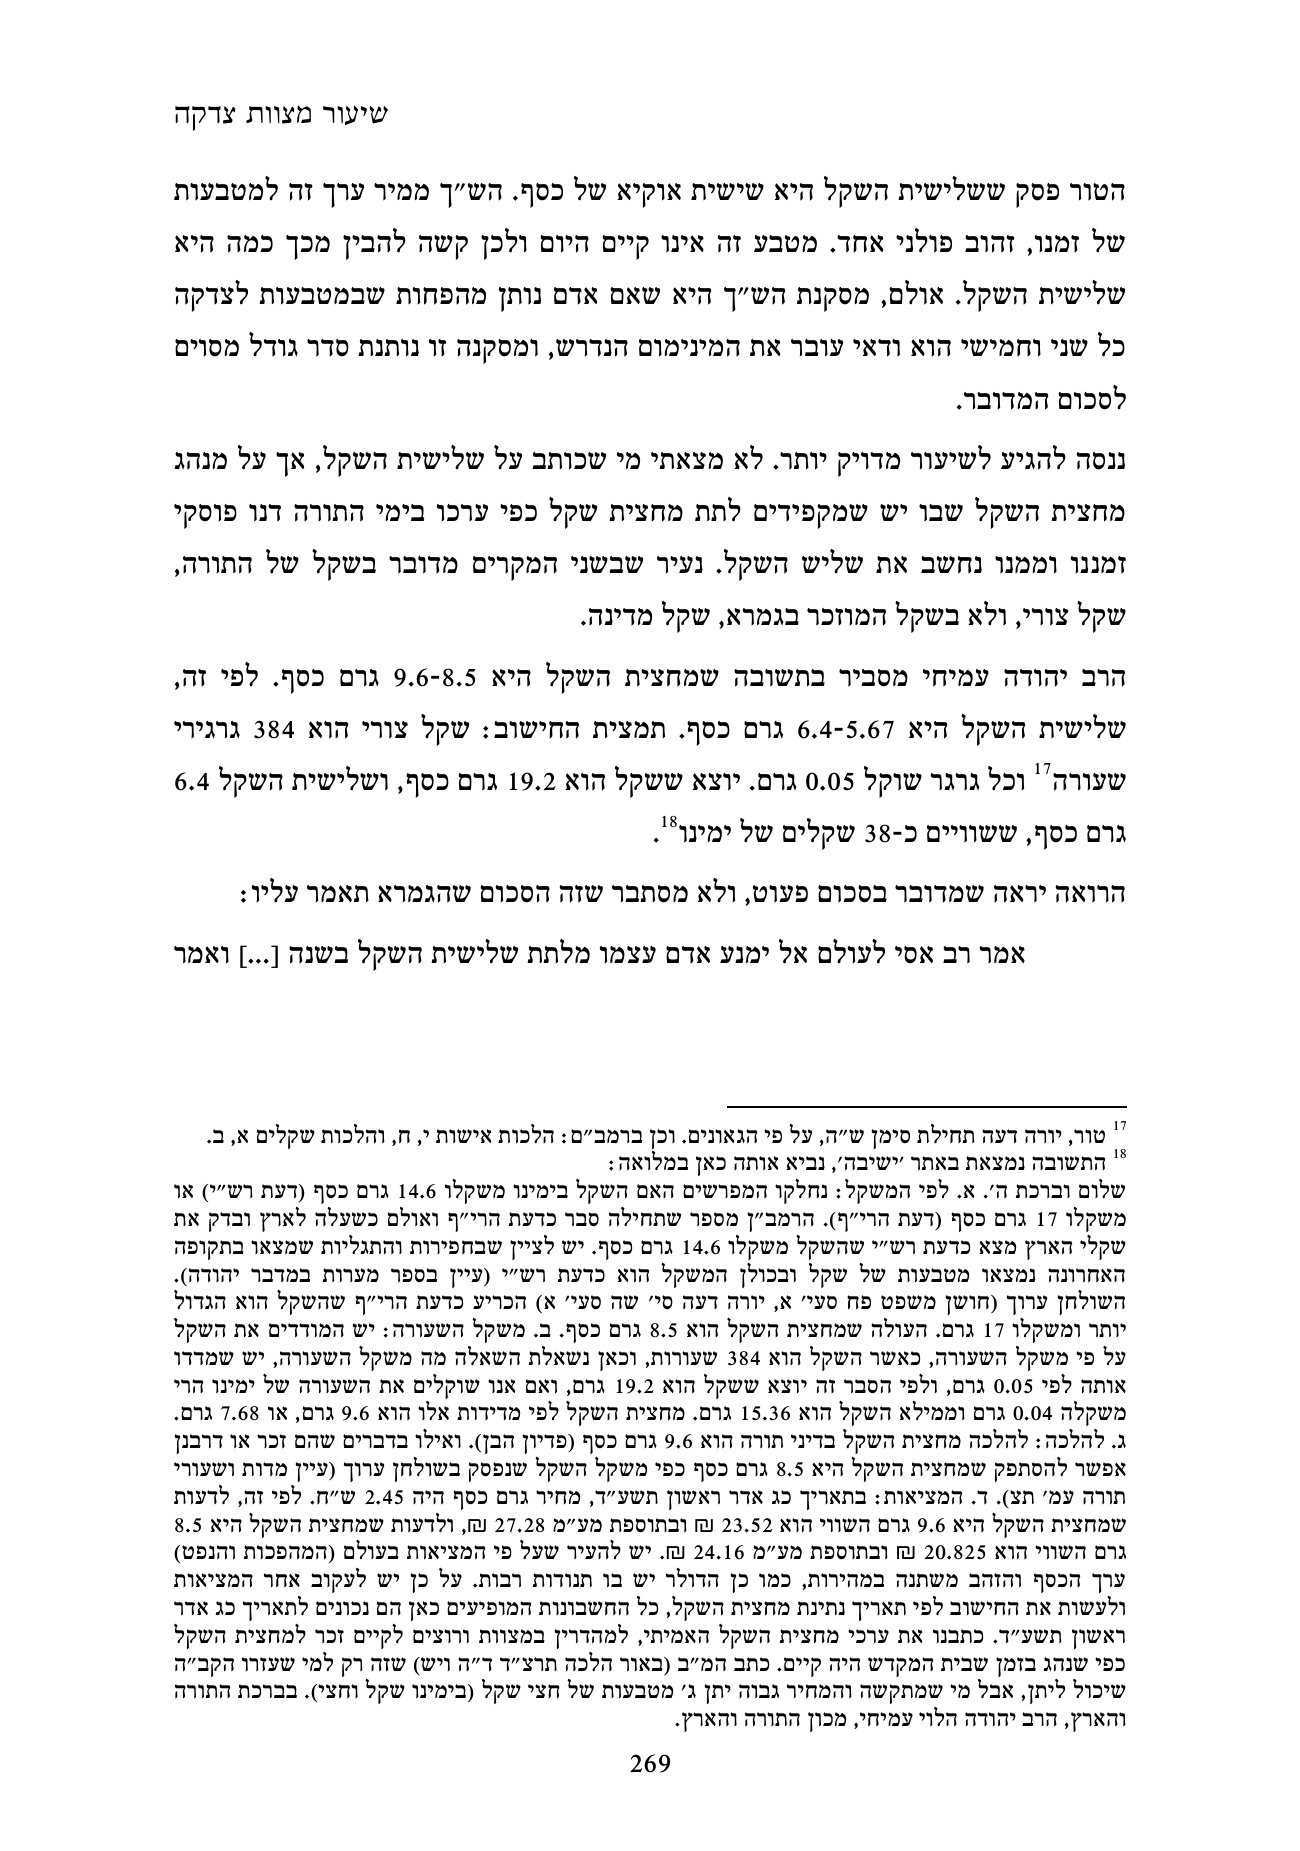 שיעור מצוות צדקה
הטור פסק ששלישית השקל היא שישית אוקיא של כסף. הש״ך ממיר ערך זה למטבעות
של זמנו, זהוב פולני אחד. מטבע זה אינו קיים היום ולכן קשה להבין מכך כמה היא
שלישית השקל. אולם, מסקנת הש״ך היא שאם אדם נותן מהפחות שבמטבעות לצדקה
כל שני וחמישי הוא ודאי עובר את המינימום הנדרש, ומסקנה זו נותנת סדר גודל מסוים
לסכום המדובר.
ננסה להגיע לשיעור מדויק יותר. לא מצאתי מי שכותב על שלישית השקל, אך על מנהג
מחצית השקל שבו יש שמקפידים לתת מחצית שקל כפי ערכו בימי התורה דנו פוסקי
זמננו וממנו נחשב את שליש השקל. נעיר שבשני המקרים מדובר בשקל של התורה,
שקל צורי, ולא בשקל המוזכר בגמרא, שקל מדינה.
הרב יהודה עמיחי מסביר בתשובה שמחצית השקל היא 9.6-8.5 גרם כסף. לפי זה,
שלישית השקל היא 6.4-5.67 גרם כסף. תמצית החישוב: שקל צורי הוא 384 גרגירי
שעורה17 וכל גרגר שוקל 0.05 גרם. יוצא ששקל הוא 19.2 גרם כסף, ושלישית השקל 6.4
גרם כסף, ששוויים כ-38 שקלים של ימינו18.
הרואה יראה שמדובר בסכום פעוט, ולא מסתבר שזה הסכום שהגמרא תאמר עליו:
אמר רב אסי לעולם אל ימנע אדם עצמו מלתת שלישית השקל בשנה [...] ואמר
17 טור, יורה דעה תחילת סימן ש״ה, על פי הגאונים. וכן ברמב״ם: הלכות אישות י, ח, והלכות שקלים א, ב.
18 התשובה נמצאת באתר ׳ישיבה׳, נביא אותה כאן במלואה:
שלום וברכת ה׳. א. לפי המשקל: נחלקו המפרשים האם השקל בימינו משקלו 14.6 גרם כסף (דעת רש״י) או
משקלו 17 גרם כסף (דעת הרי״ף). הרמב״ן מספר שתחילה סבר כדעת הרי״ף ואולם כשעלה לארץ ובדק את
שקלי הארץ מצא כדעת רש״י שהשקל משקלו 14.6 גרם כסף. יש לציין שבחפירות והתגליות שמצאו בתקופה
האחרונה נמצאו מטבעות של שקל ובכולן המשקל הוא כדעת רש״י (עיין בספר מערות במדבר יהודה).
השולחן ערוך (חושן משפט פח סעי׳ א, יורה דעה סי׳ שה סעי׳ א) הכריע כדעת הרי״ף שהשקל הוא הגדול
יותר ומשקלו 17 גרם. העולה שמחצית השקל הוא 8.5 גרם כסף. ב. משקל השעורה: יש המודדים את השקל
על פי משקל השעורה, כאשר השקל הוא 384 שעורות, וכאן נשאלת השאלה מה משקל השעורה, יש שמדדו
אותה לפי 0.05 גרם, ולפי הסבר זה יוצא ששקל הוא 19.2 גרם, ואם אנו שוקלים את השעורה של ימינו הרי
משקלה 0.04 גרם וממילא השקל הוא 15.36 גרם. מחצית השקל לפי מדידות אלו הוא 9.6 גרם, או 7.68 גרם.
ג. להלכה: להלכה מחצית השקל בדיני תורה הוא 9.6 גרם כסף (פדיון הבן). ואילו בדברים שהם זכר או דרבנן
אפשר להסתפק שמחצית השקל היא 8.5 גרם כסף כפי משקל השקל שנפסק בשולחן ערוך (עיין מדות ושעורי
תורה עמ׳ תצ). ד. המציאות: בתאריך כג אדר ראשון תשע״ד, מחיר גרם כסף היה 2.45 ש״ח. לפי זה, לדעות
שמחצית השקל היא 9.6 גרם השווי הוא 23.52 ₪ ובתוספת מע״מ 27.28 ₪, ולדעות שמחצית השקל היא 8.5
גרם השווי הוא 20.825 ₪ ובתוספת מע״מ 24.16 ₪. יש להעיר שעל פי המציאות בעולם (המהפכות והנפט)
ערך הכסף והזהב משתנה במהירות, כמו כן הדולר יש בו תנודות רבות. על כן יש לעקוב אחר המציאות
ולעשות את החישוב לפי תאריך נתינת מחצית השקל, כל החשבונות המופיעים כאן הם נכונים לתאריך כג אדר
ראשון תשע״ד. כתבנו את ערכי מחצית השקל האמיתי, למהדרין במצוות ורוצים לקיים זכר למחצית השקל
כפי שנהג בזמן שבית המקדש היה קיים. כתב המ״ב (באור הלכה תרצ״ד ד״ה ויש) שזה רק למי שעזרו הקב״ה
שיכול ליתן, אבל מי שמתקשה והמחיר גבוה יתן ג׳ מטבעות של חצי שקל (בימינו שקל וחצי). בברכת התורה
והארץ, הרב יהודה הלוי עמיחי, מכון התורה והארץ.
269